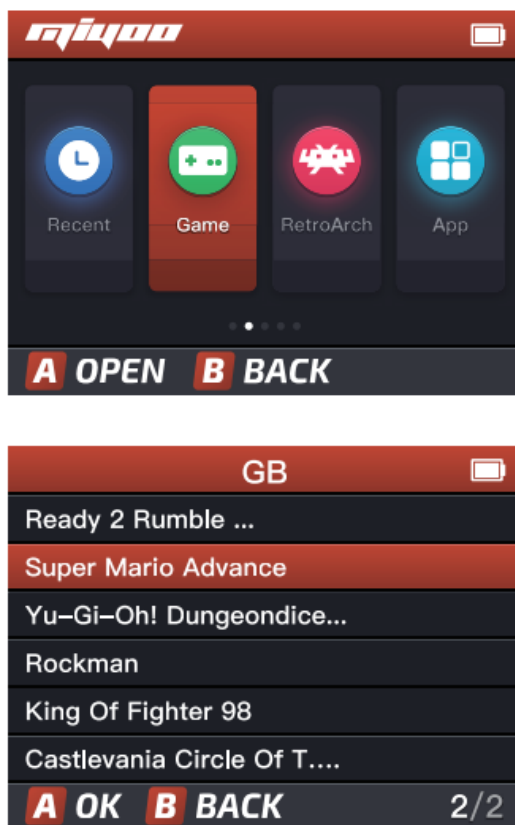 miyoo
Recent Game RetroArch App
A OPEN B BACK
GB
Ready 2 Rumble ...
Super Mario Advance
Yu–Gi–Oh! Dungeondice...
Rockman
King Of Fighter 98
Castlevania Circle Of T....
A OK B BACK 2/2